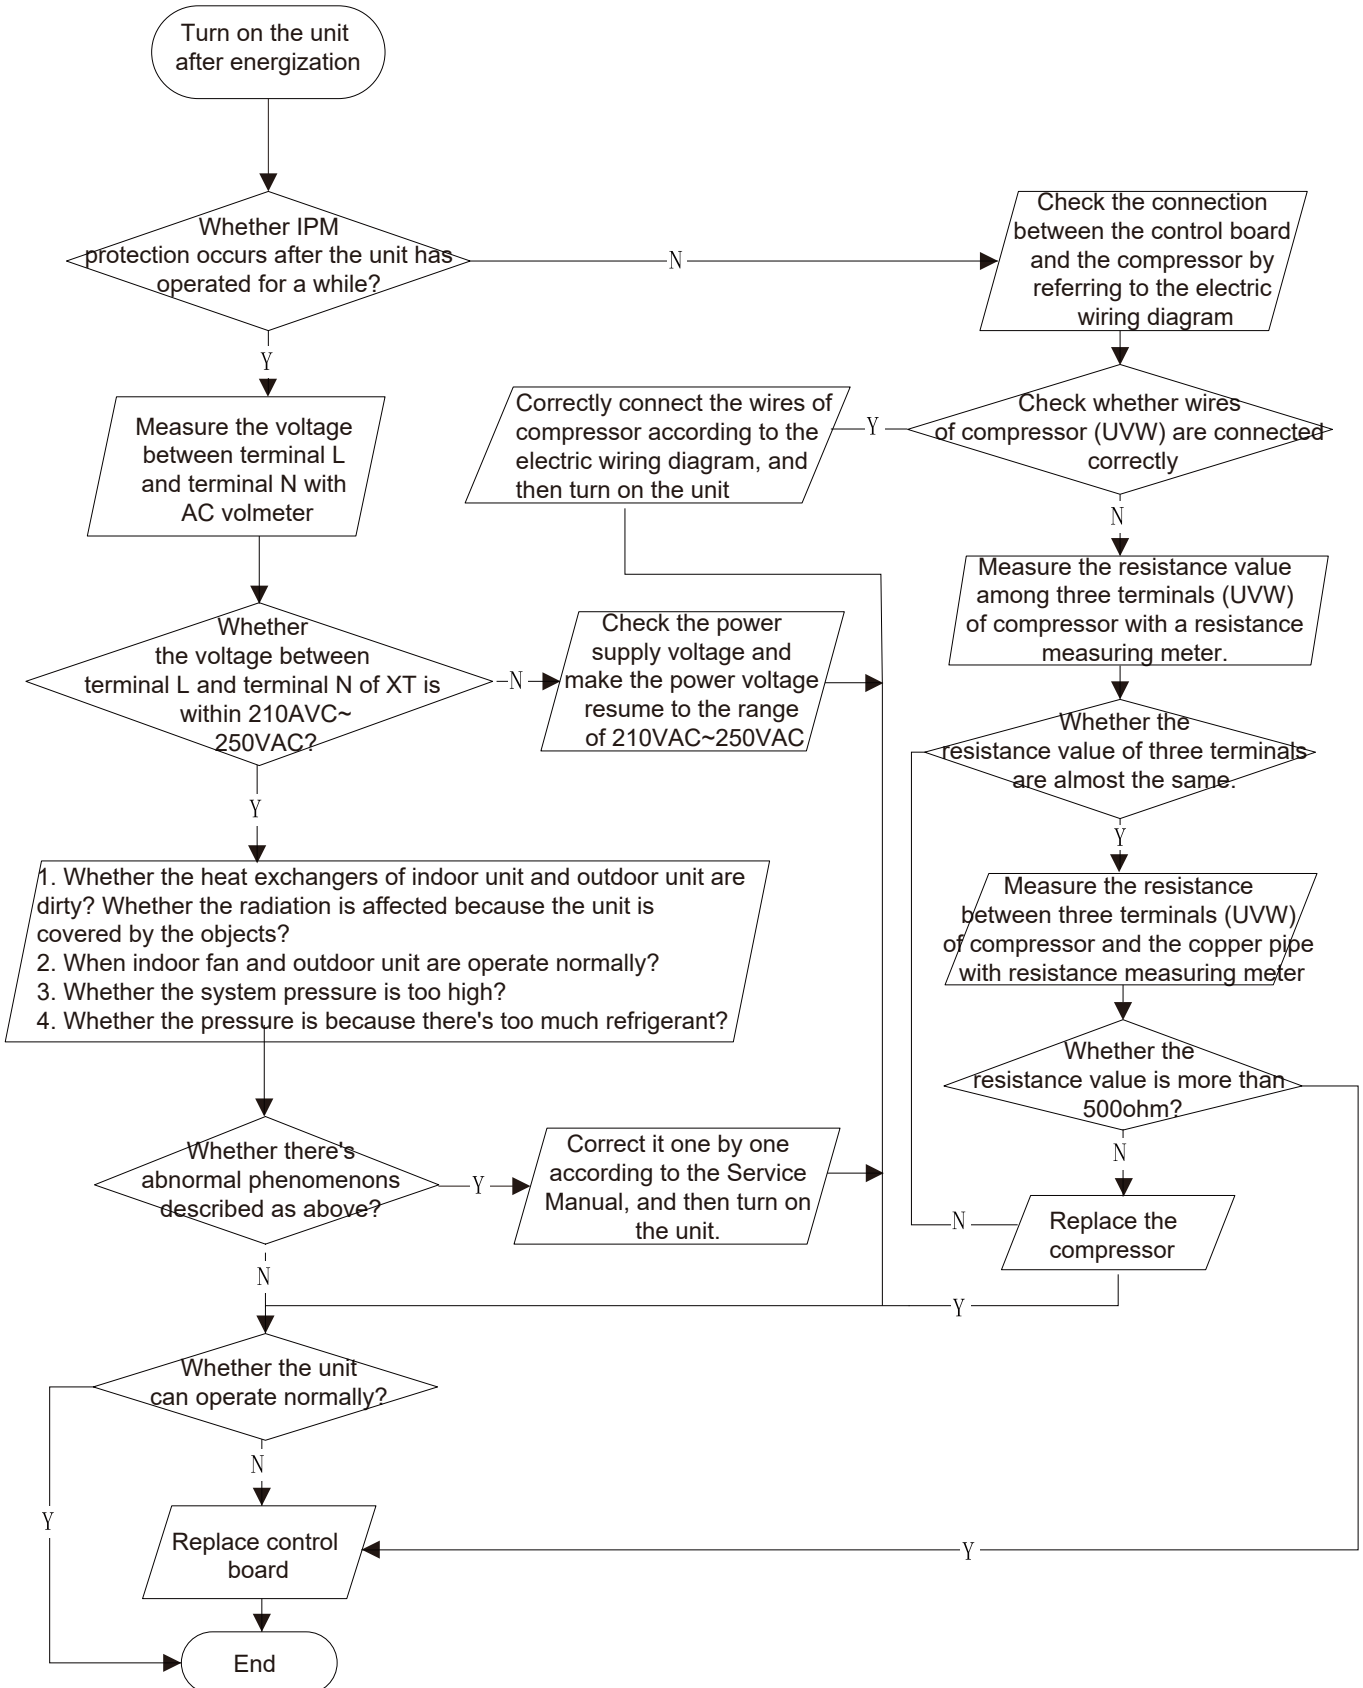 Turn on the unit
after energization
Whether IPM
protection occurs after the unit has
operated for a while?
N
Check the connection
between the control board
and the compressor by
referring to the electric
wiring diagram
Y
Measure the voltage
between terminal L
and terminal N with
AC volmeter
Correctly connect the wires of
compressor according to the
electric wiring diagram, and
then turn on the unit
Y
Check whether wires
of compressor (UVW) are connected
correctly
N
Measure the resistance value
among three terminals (UVW)
of compressor with a resistance
measuring meter.
Whether
the voltage between
terminal L and terminal N of XT is
within 210AVC~
250VAC?
N
Check the power
supply voltage and
make the power voltage
resume to the range
of 210VAC~250VAC
Whether the
resistance value of three terminals
are almost the same.
Y
Y
1. Whether the heat exchangers of indoor unit and outdoor unit are
dirty? Whether the radiation is affected because the unit is
covered by the objects?
2. When indoor fan and outdoor unit are operate normally?
3. Whether the system pressure is too high?
4. Whether the pressure is because there's too much refrigerant?
Measure the resistance
between three terminals (UVW)
of compressor and the copper pipe
with resistance measuring meter
Whether the
resistance value is more than
500ohm?
N
Whether there's
abnormal phenomenons
described as above?
Y
Correct it one by one
according to the Service
Manual, and then turn on
the unit.
N
Replace the
compressor
N
Y
Whether the unit
can operate normally?
N
Y
Replace control
board
Y
End